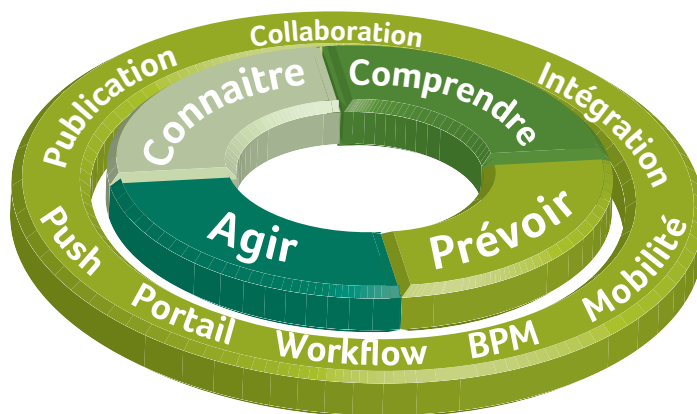 Collaboration
Publication
Intégration
Connaitre
Comprendre
Agir
Prévoir
Push
Portail
Workflow
BPM
Mobilité